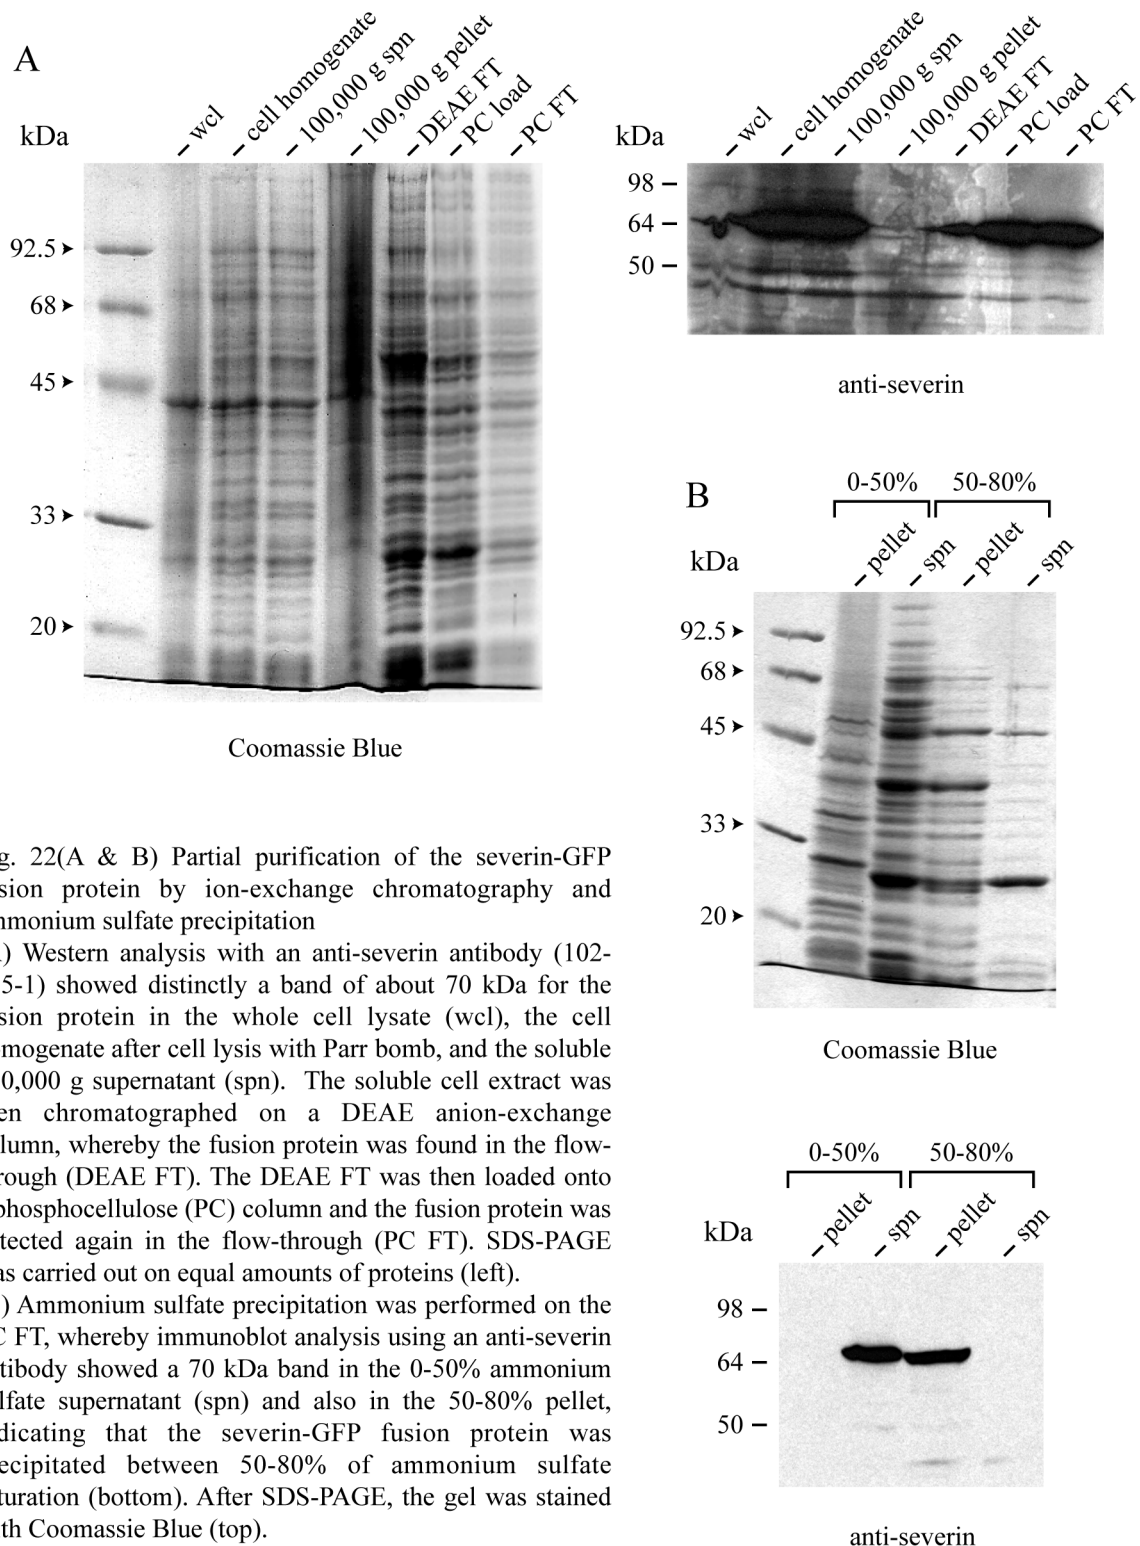 A
kDa
– wcl
– cell homogenate
– 100,000 g spn
– 100,000 g pellet
– DEAE FT
– PC load
– PC FT
92.5
68
45
33
20
Coomassie Blue
kDa
– wcl
– cell homogenate
– 100,000 g spn
– 100,000 g pellet
– DEAE FT
– PC load
– PC FT
98 –
64 –
50 –
anti-severin
B
0-50%
50-80%
kDa
– pellet
– spn
– pellet
– spn
92.5
68
45
33
20
Coomassie Blue
0-50%
50-80%
kDa
– pellet
– spn
– pellet
– spn
98 –
64 –
50 –
anti-severin
g. 22(A & B) Partial purification of the severin-GFP
sion protein by ion-exchange chromatography and
mmonium sulfate precipitation
) Western analysis with an anti-severin antibody (102-
5-1) showed distinctly a band of about 70 kDa for the
sion protein in the whole cell lysate (wcl), the cell
omogenate after cell lysis with Parr bomb, and the soluble
0,000 g supernatant (spn). The soluble cell extract was
en chromatographed on a DEAE anion-exchange
lumn, whereby the fusion protein was found in the flow-
rough (DEAE FT). The DEAE FT was then loaded onto
phosphocellulose (PC) column and the fusion protein was
tected again in the flow-through (PC FT). SDS-PAGE
as carried out on equal amounts of proteins (left).
) Ammonium sulfate precipitation was performed on the
C FT, whereby immunoblot analysis using an anti-severin
tibody showed a 70 kDa band in the 0-50% ammonium
lfate supernatant (spn) and also in the 50-80% pellet,
dicating that the severin-GFP fusion protein was
ecipitated between 50-80% of ammonium sulfate
turation (bottom). After SDS-PAGE, the gel was stained
th Coomassie Blue (top).